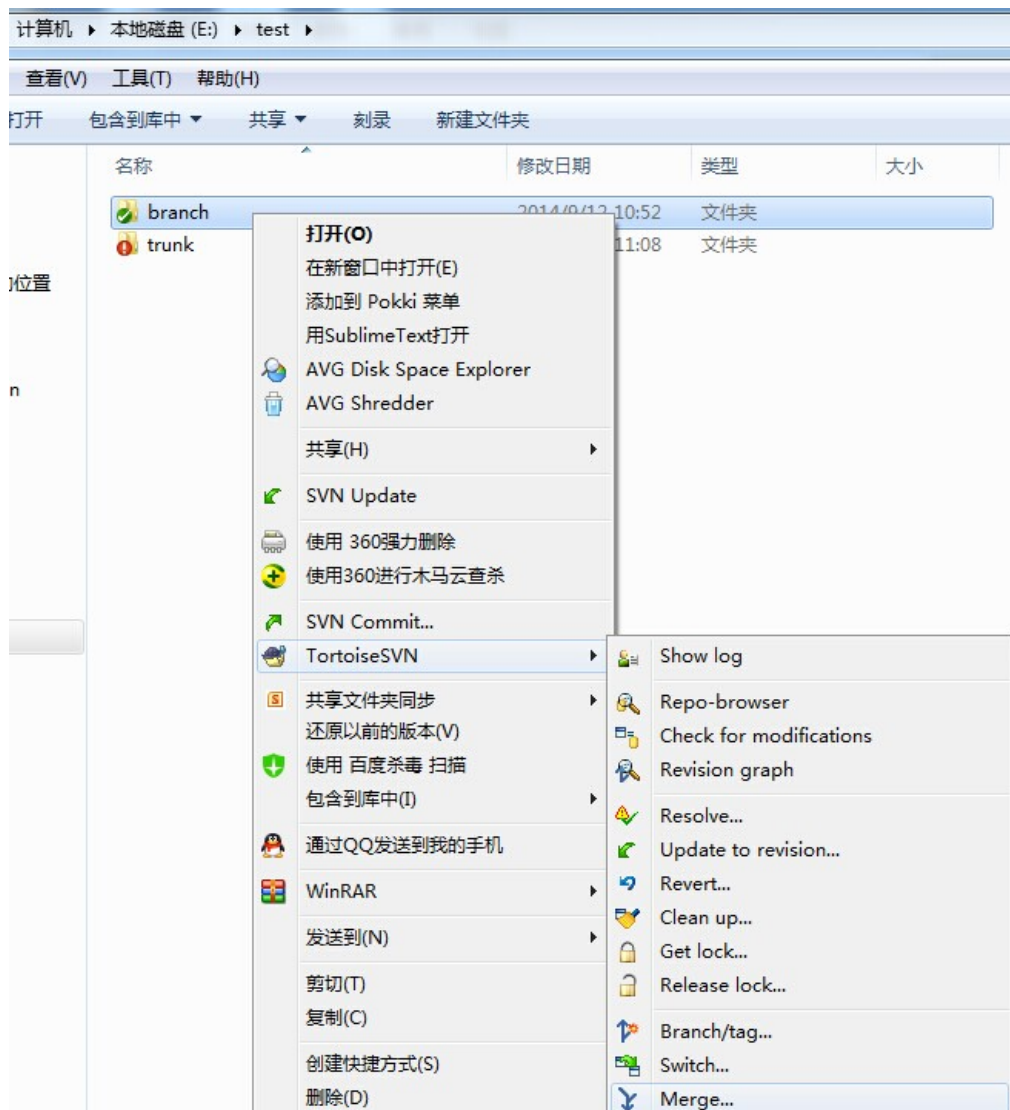 计算机 ▸ 本地磁盘 (E:) ▸ test ▸
查看(V) 工具(T) 帮助(H)
打开 包含到库中 ▼ 共享 ▼ 刻录 新建文件夹
名称 修改日期 类型 大小
branch 2014/9/12 10:52 文件夹
trunk 11:08 文件夹
位置
n
打开(O)
在新窗口中打开(E)
添加到 Pokki 菜单
用SublimeText打开
AVG Disk Space Explorer
AVG Shredder
共享(H)
SVN Update
使用 360强力删除
使用360进行木马云查杀
SVN Commit...
TortoiseSVN
共享文件夹同步
还原以前的版本(V)
使用 百度杀毒 扫描
包含到库中(I)
通过QQ发送到我的手机
WinRAR
发送到(N)
剪切(T)
复制(C)
创建快捷方式(S)
删除(D)
Show log
Repo-browser
Check for modifications
Revision graph
Resolve...
Update to revision...
Revert...
Clean up...
Get lock...
Release lock...
Branch/tag...
Switch...
Merge...